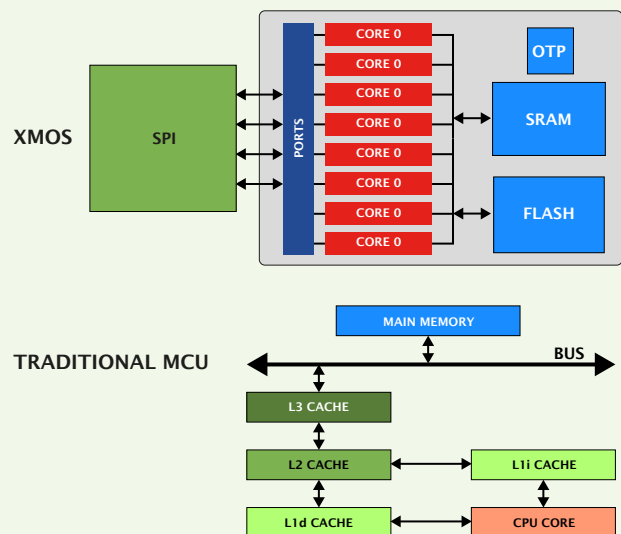 XMOS
SPI
PORTS
CORE 0
CORE 0
CORE 0
CORE 0
CORE 0
CORE 0
CORE 0
CORE 0
OTP
SRAM
FLASH
TRADITIONAL MCU
MAIN MEMORY
BUS
L3 CACHE
L2 CACHE
L1i CACHE
L1d CACHE
CPU CORE